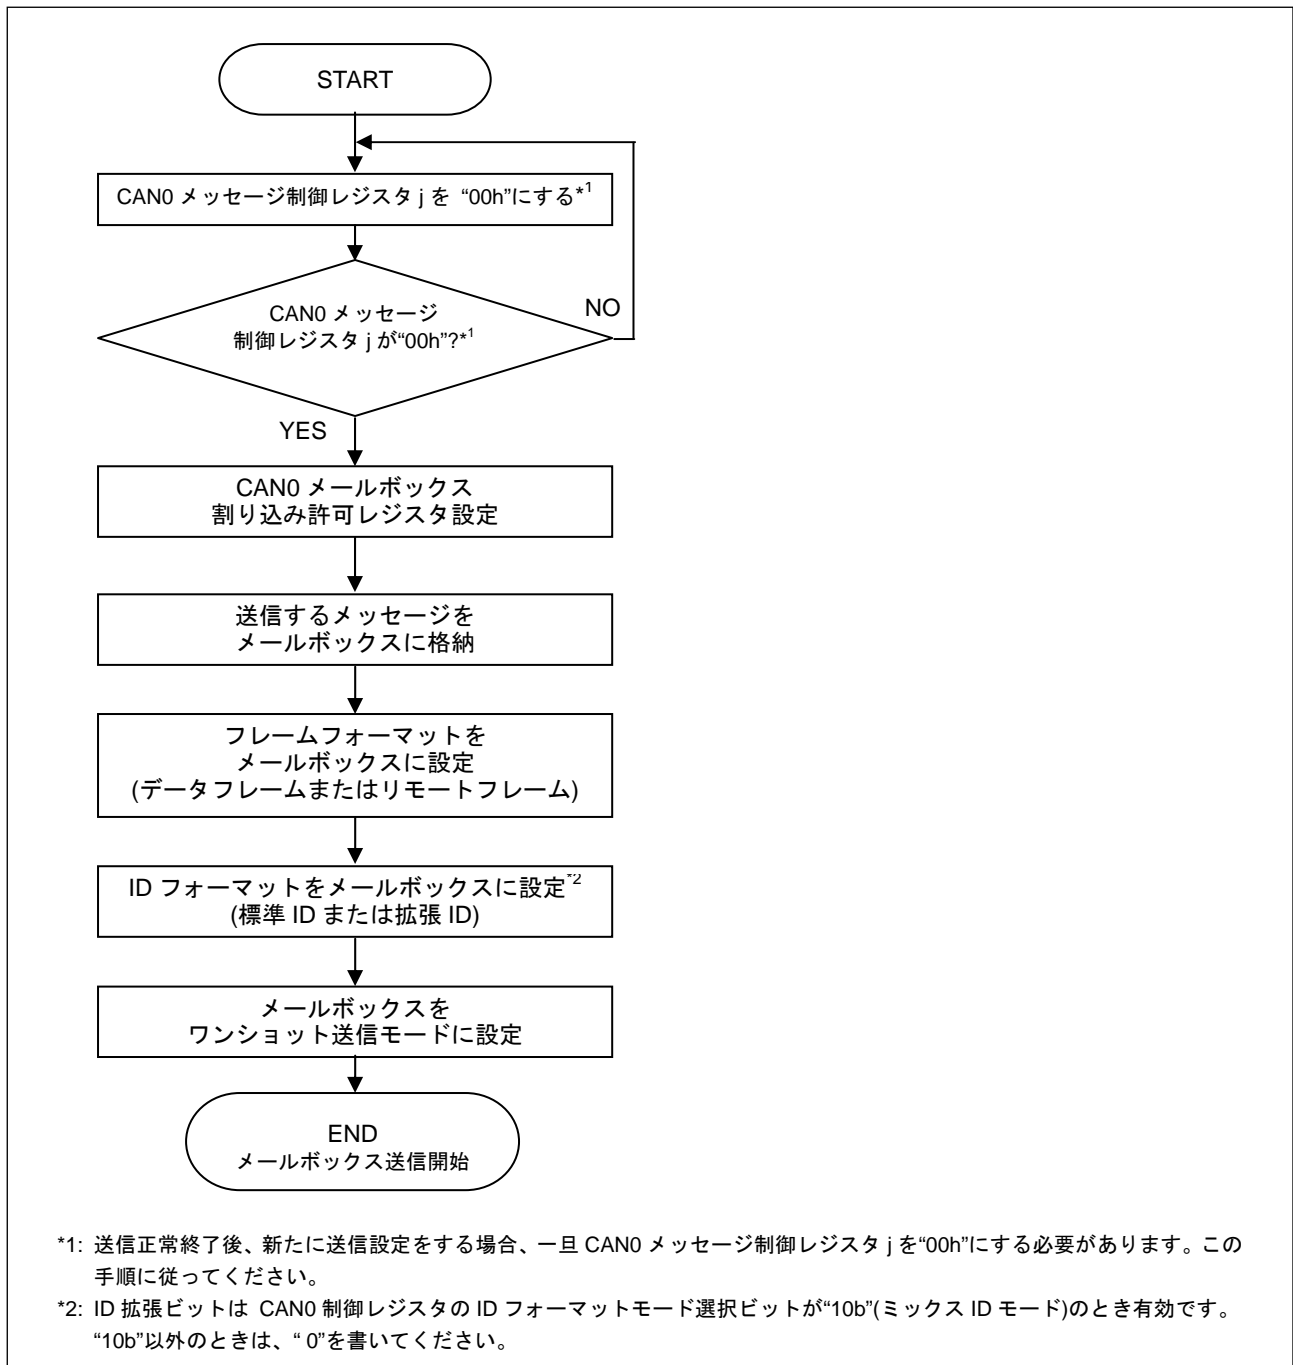 START
CAN0 メッセージ制御レジスタ j を “00h”にする*1
CAN0 メッセージ
制御レジスタ j が“00h”?*1
NO
YES
CAN0 メールボックス
割り込み許可レジスタ設定
送信するメッセージを
メールボックスに格納
フレームフォーマットを
メールボックスに設定
(データフレームまたはリモートフレーム)
ID フォーマットをメールボックスに設定*2
(標準 ID または拡張 ID)
メールボックスを
ワンショット送信モードに設定
END
メールボックス送信開始
*1: 送信正常終了後、新たに送信設定をする場合、一旦 CAN0 メッセージ制御レジスタ j を“00h”にする必要があります。この
手順に従ってください。
*2: ID 拡張ビットは CAN0 制御レジスタの ID フォーマットモード選択ビットが“10b”(ミックス ID モード)のとき有効です。
“10b”以外のときは、“ 0”を書いてください。